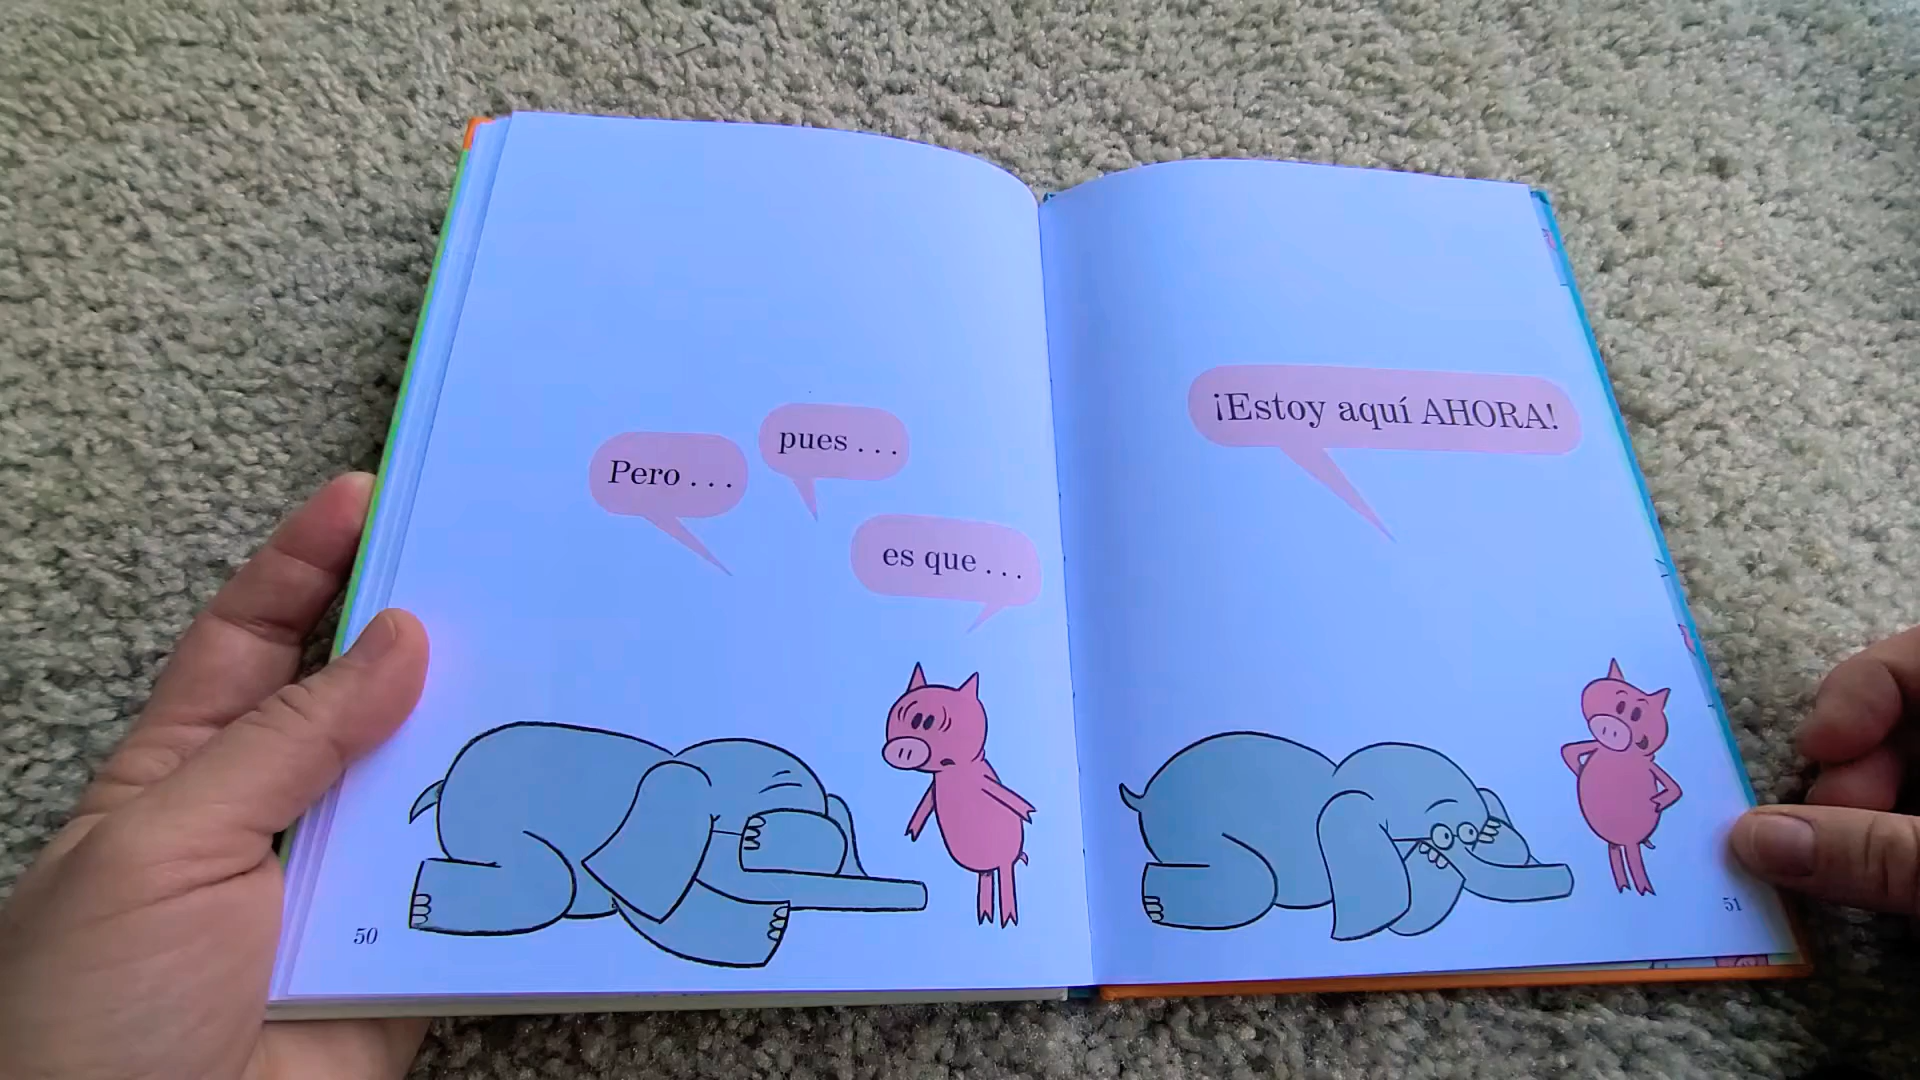 Pero . . .
pues . . .
es que . . .
50
¡Estoy aquí AHORA!
51